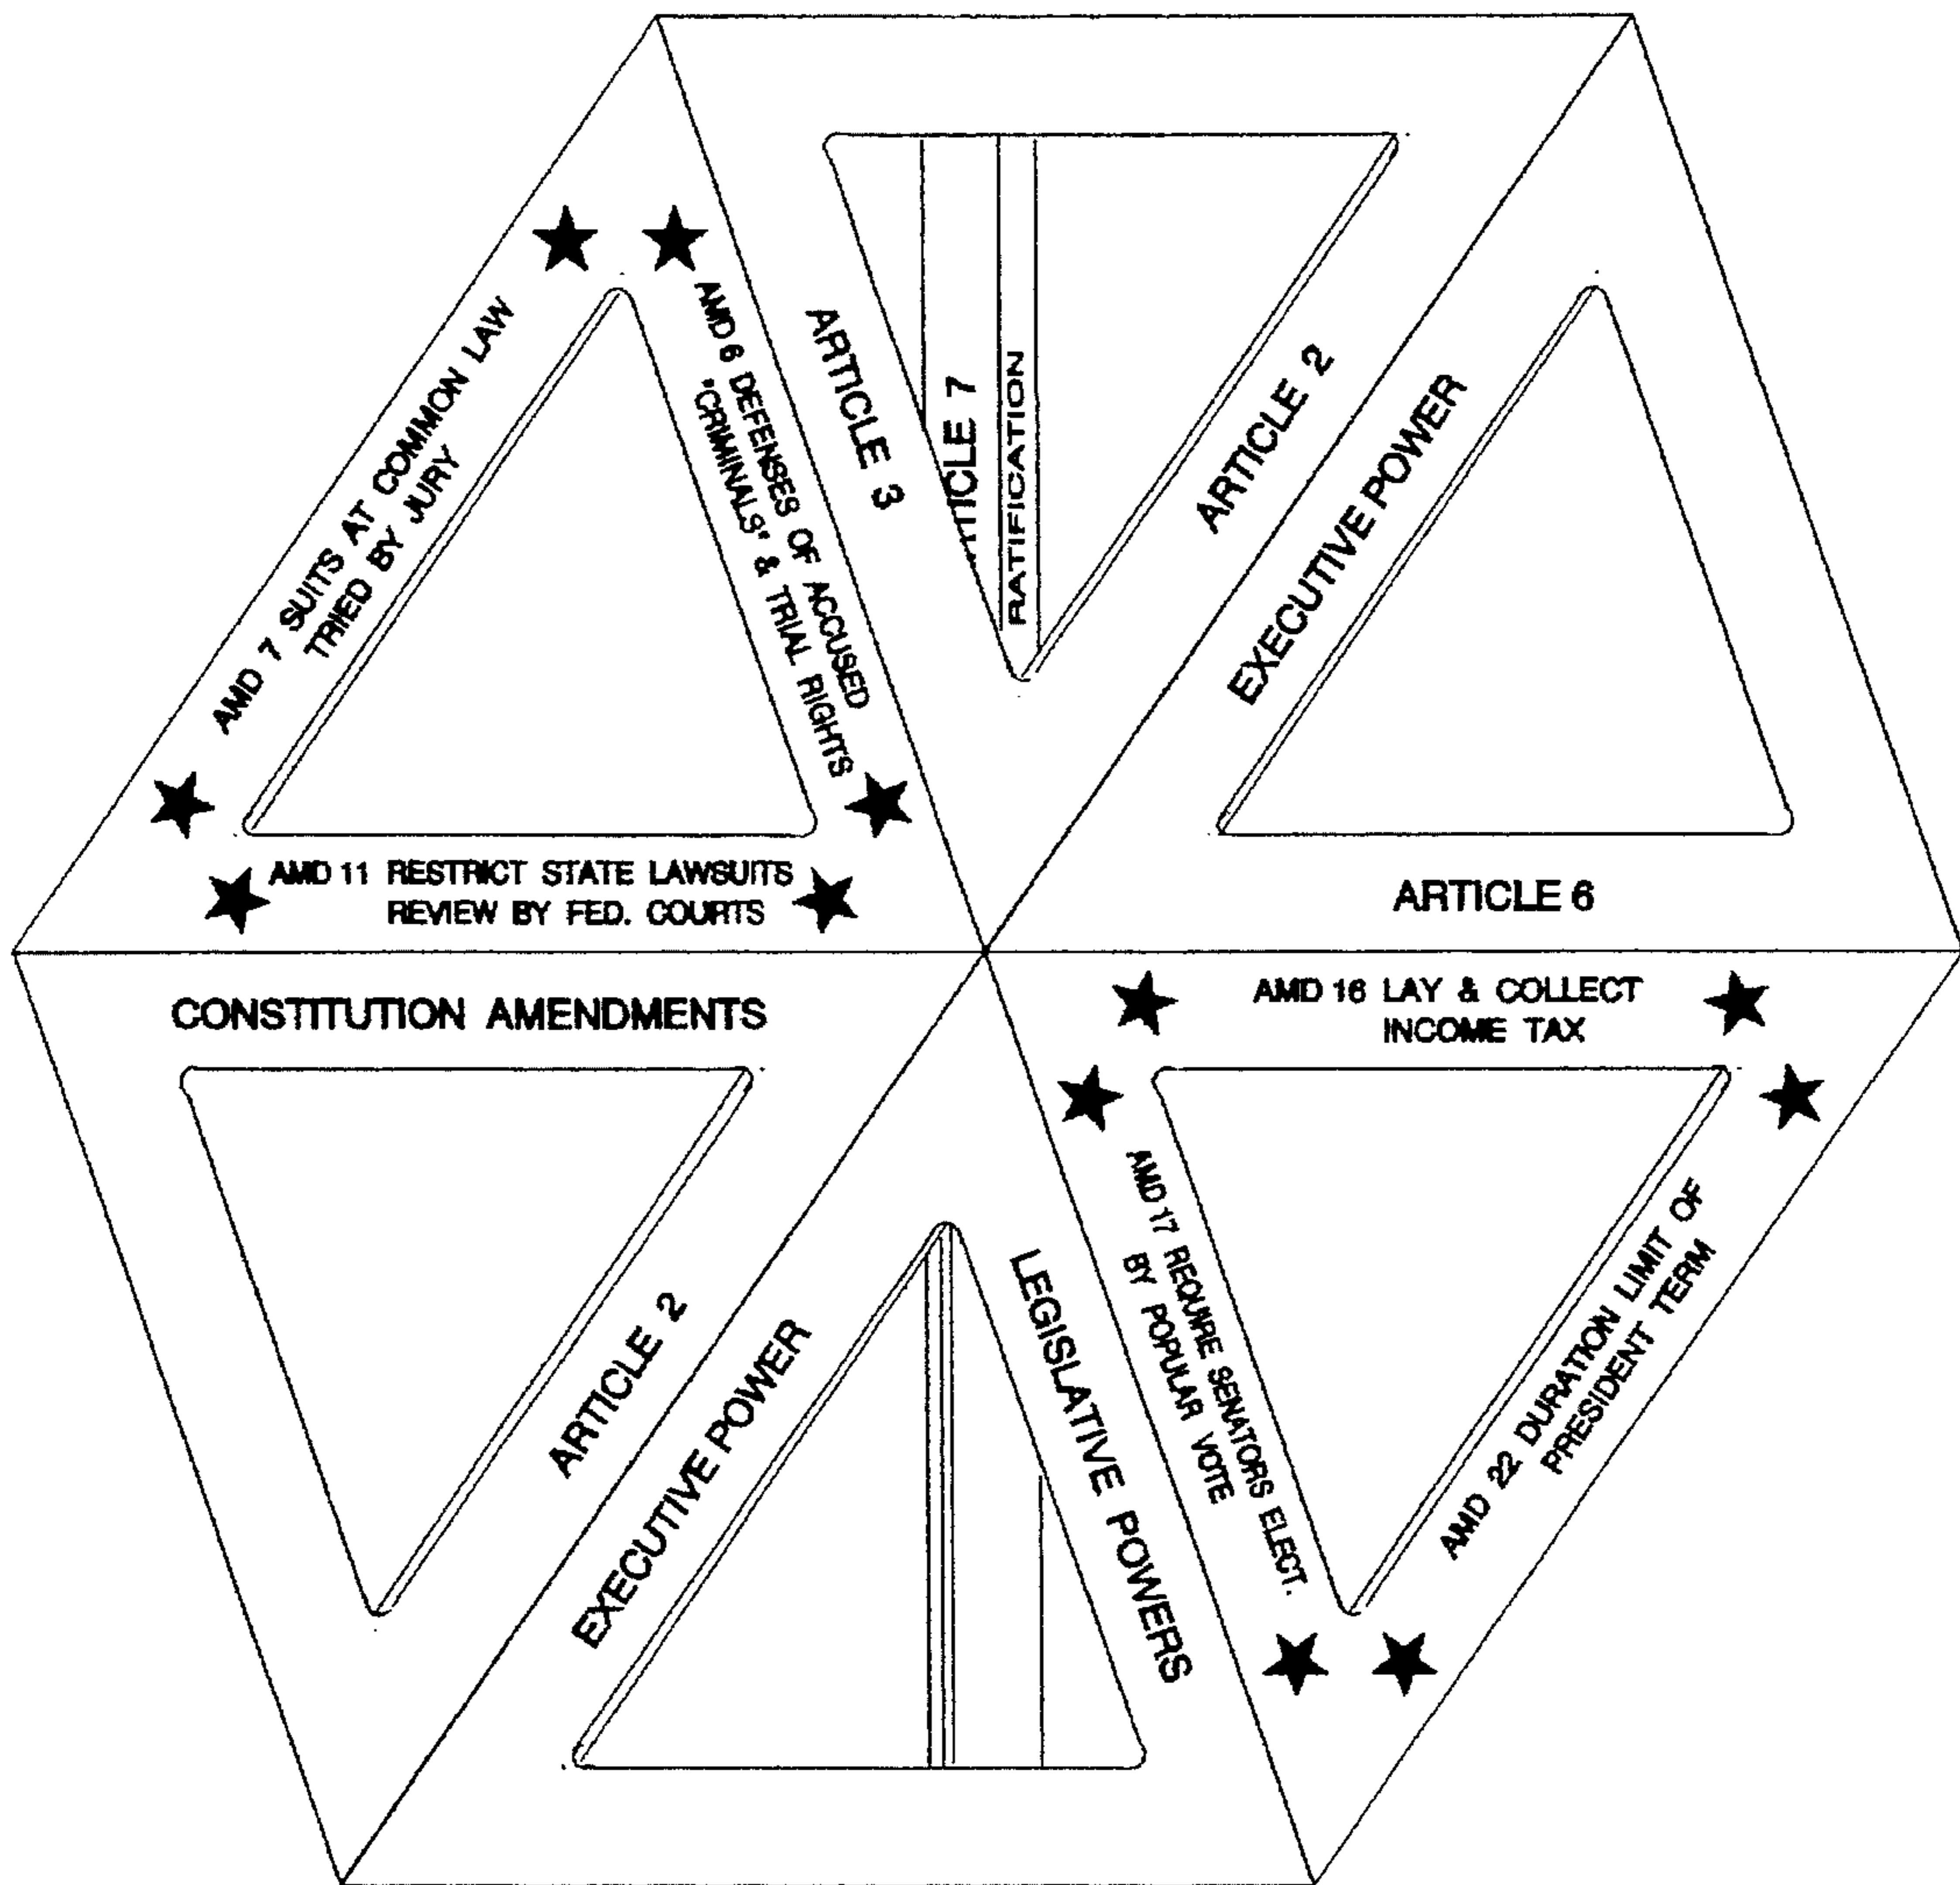 AMD 7 SUITS AT COMMON LAW
TRIED BY JURY
AMD 6 DEFENSES OF ACCUSED
"CRIMINALS" & TRIAL RIGHTS
AMD 11 RESTRICT STATE LAWSUITS
REVIEW BY FED. COURTS
ARTICLE 3
TICLE 7
RATIFICATION
ARTICLE 2
EXECUTIVE POWER
ARTICLE 6
CONSTITUTION AMENDMENTS
ARTICLE 2
EXECUTIVE POWER
LEGISLATIVE POWERS
AMD 16 LAY & COLLECT
INCOME TAX
AMD 17 REQUIRE SENATORS ELECT.
BY POPULAR VOTE
AMD 22 DURATION LIMIT OF
PRESIDENT TERM